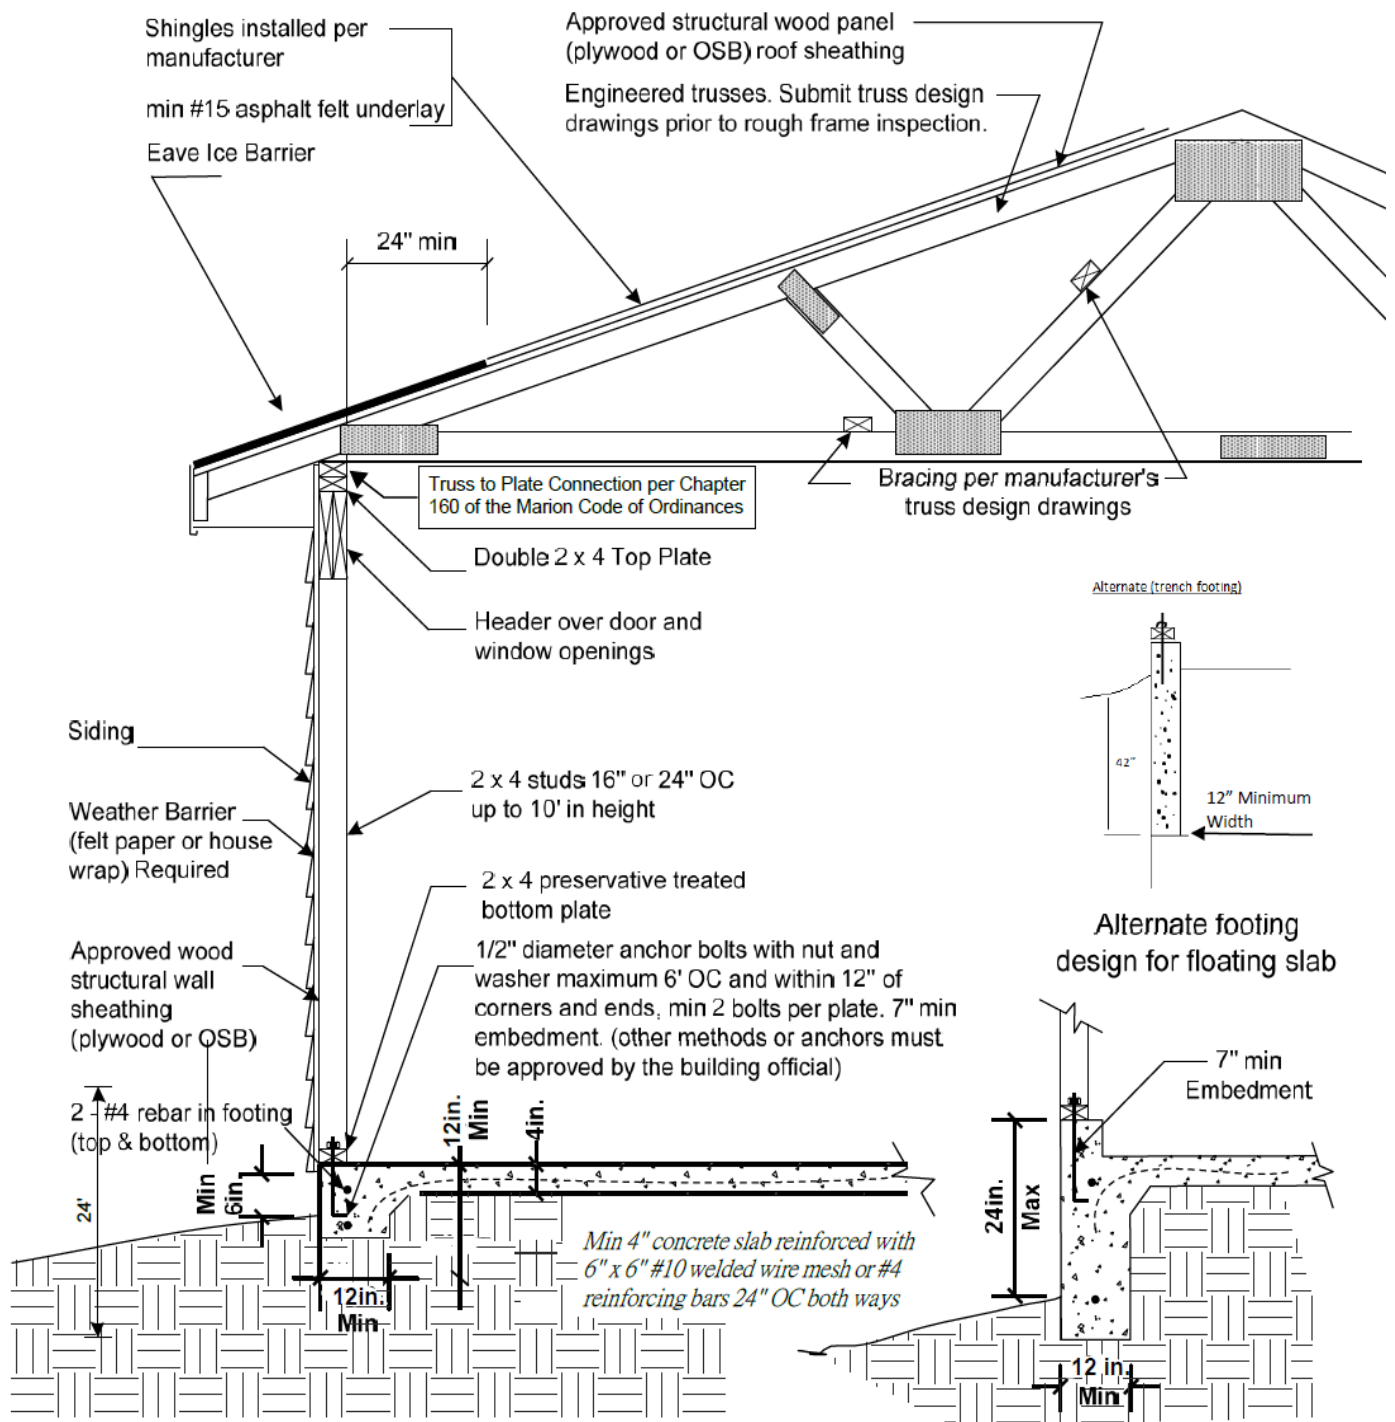 Shingles installed per
manufacturer
min #15 asphalt felt underlay
Eave Ice Barrier
Approved structural wood panel
(plywood or OSB) roof sheathing
Engineered trusses. Submit truss design
drawings prior to rough frame inspection.
24" min
Truss to Plate Connection per Chapter
160 of the Marion Code of Ordinances
Bracing per manufacturer's
truss design drawings
Double 2 x 4 Top Plate
Header over door and
window openings
Alternate (trench footing)
42"
12" Minimum
Width
Siding
Weather Barrier
(felt paper or house
wrap) Required
2 x 4 studs 16" or 24" OC
up to 10' in height
2 x 4 preservative treated
bottom plate
Approved wood
structural wall
sheathing
(plywood or OSB)
1/2" diameter anchor bolts with nut and
washer maximum 6' OC and within 12" of
corners and ends, min 2 bolts per plate. 7" min
embedment. (other methods or anchors must
be approved by the building official)
Alternate footing
design for floating slab
7" min
Embedment
2 - #4 rebar in footing
(top & bottom)
12in.
Min
4in.
Min
6in
24'
24in.
Max
Min 4" concrete slab reinforced with
6" x 6" #10 welded wire mesh or #4
reinforcing bars 24" OC both ways
12in.
Min
12 in.
Min